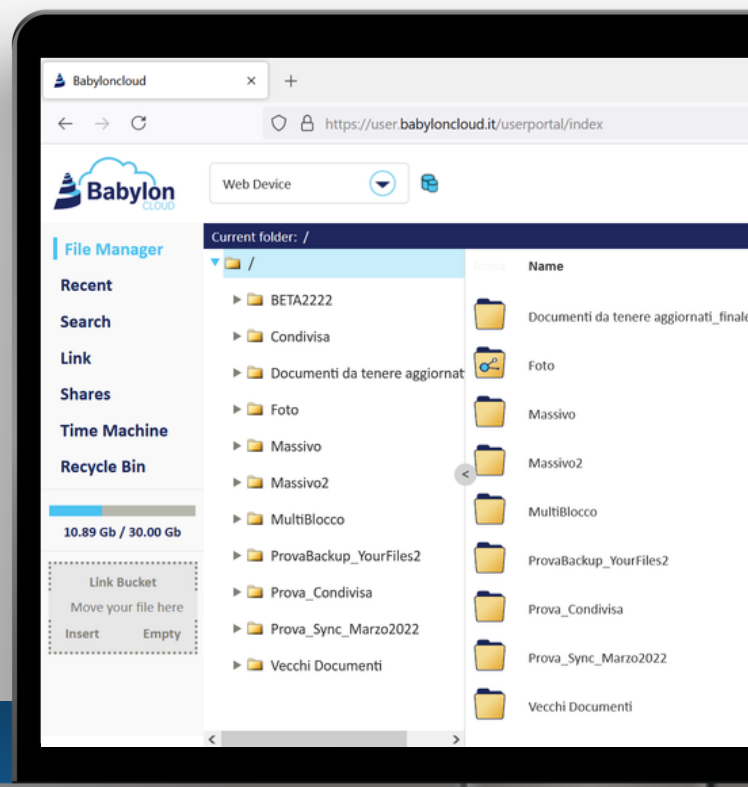 Babyloncloud
https://user.babyloncloud.it/userportal/index
Babylon
CLOUD
Web Device
File Manager
Recent
Search
Link
Shares
Time Machine
Recycle Bin
10.89 Gb / 30.00 Gb
Link Bucket
Move your file here
Insert Empty
Current folder: /
/
BETA2222
Condivisa
Documenti da tenere aggiornat
Foto
Massivo
Massivo2
MultiBlocco
ProvaBackup_YourFiles2
Prova_Condivisa
Prova_Sync_Marzo2022
Vecchi Documenti
Name
Documenti da tenere aggiornati_finale
Foto
Massivo
Massivo2
MultiBlocco
ProvaBackup_YourFiles2
Prova_Condivisa
Prova_Sync_Marzo2022
Vecchi Documenti